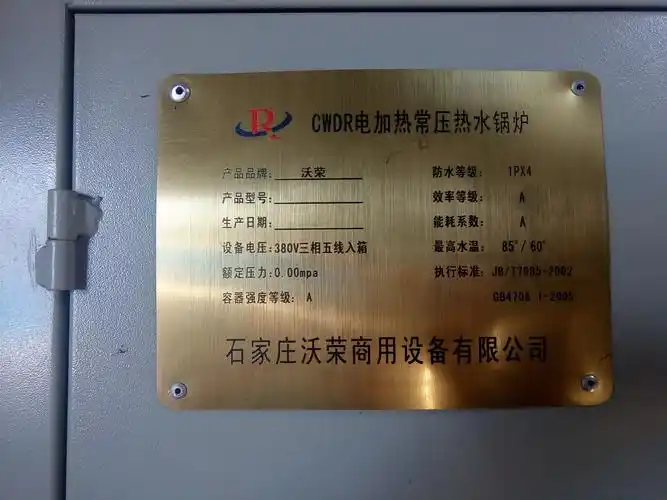 R CWDR电加热常压热水锅炉
产品品牌: 沃荣 防水等级: 1PX4
产品型号: 效率等级: A
生产日期: 能耗系数: A
设备电压:380V三相五线入箱 最高水温: 85°/60°
额定压力:0.00mpa 执行标准: JB/T7985-2002
容器强度等级: A GB4706.1-2005
石家庄沃荣商用设备有限公司